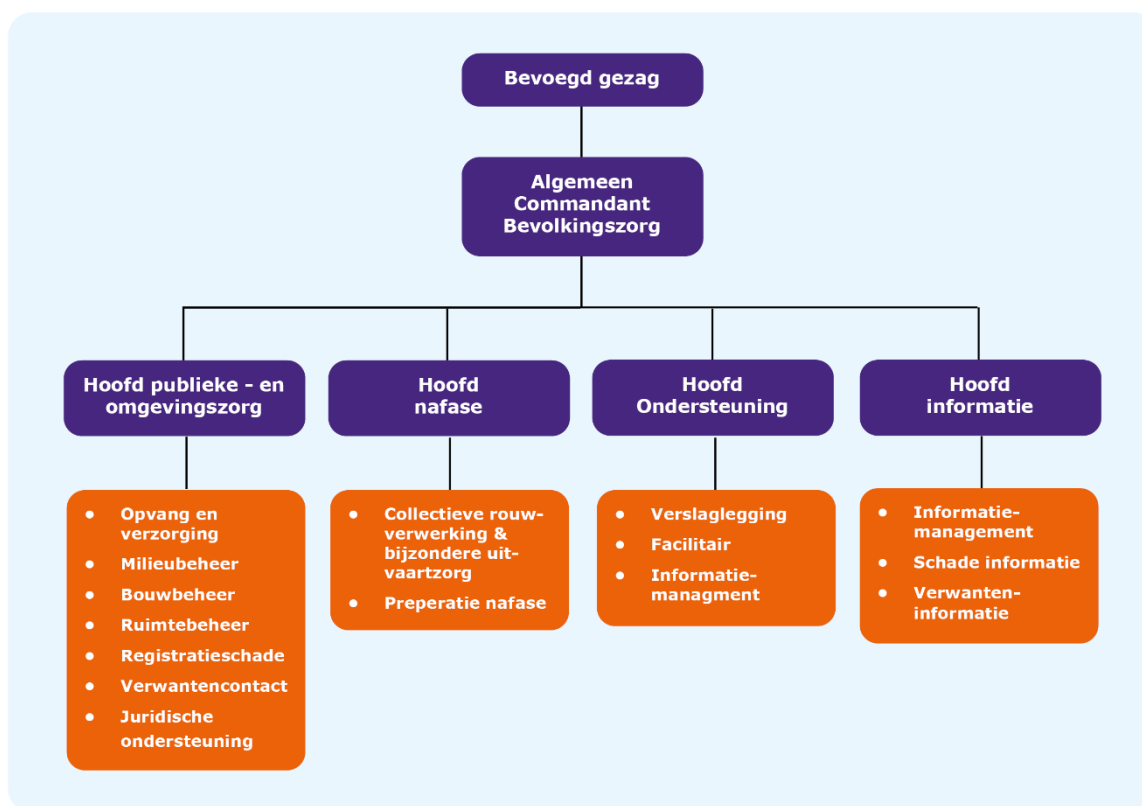 Bevoegd gezag
Algemeen
Commandant
Bevolkingszorg
Hoofd publieke - en
omgevingszorg
Hoofd
nafase
Hoofd
Ondersteuning
Hoofd
informatie
• Opvang en
verzorging
• Milieubeheer
• Bouwbeheer
• Ruimtebeheer
• Registratieschade
• Verwantencontact
• Juridische
ondersteuning
• Collectieve rouw-
verwerking &
bijzondere uit-
vaartzorg
• Preperatie nafase
• Verslaglegging
• Facilitair
• Informatie-
managment
• Informatie-
management
• Schade informatie
• Verwanten-
informatie